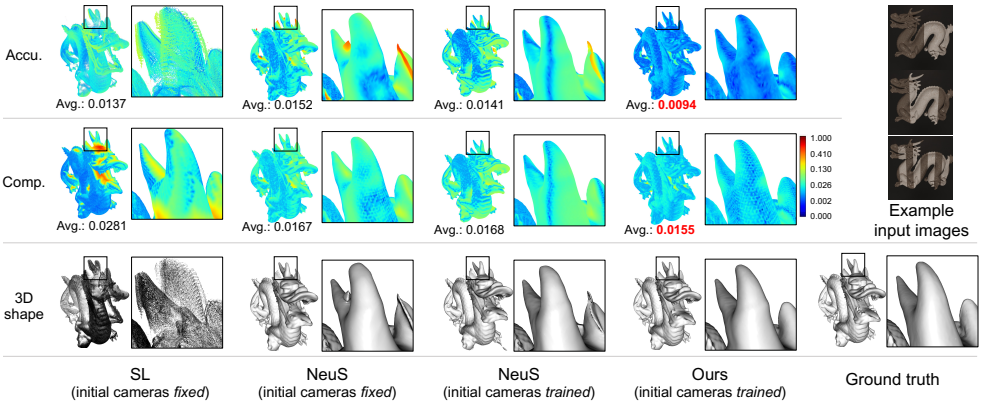 Accu.
Avg.: 0.0137
Avg.: 0.0152
Avg.: 0.0141
Avg.: 0.0094
Comp.
Avg.: 0.0281
Avg.: 0.0167
Avg.: 0.0168
Avg.: 0.0155
1.000
0.410
0.130
0.026
0.002
0.000
Example
input images
3D
shape
SL
(initial cameras fixed)
NeuS
(initial cameras fixed)
NeuS
(initial cameras trained)
Ours
(initial cameras trained)
Ground truth